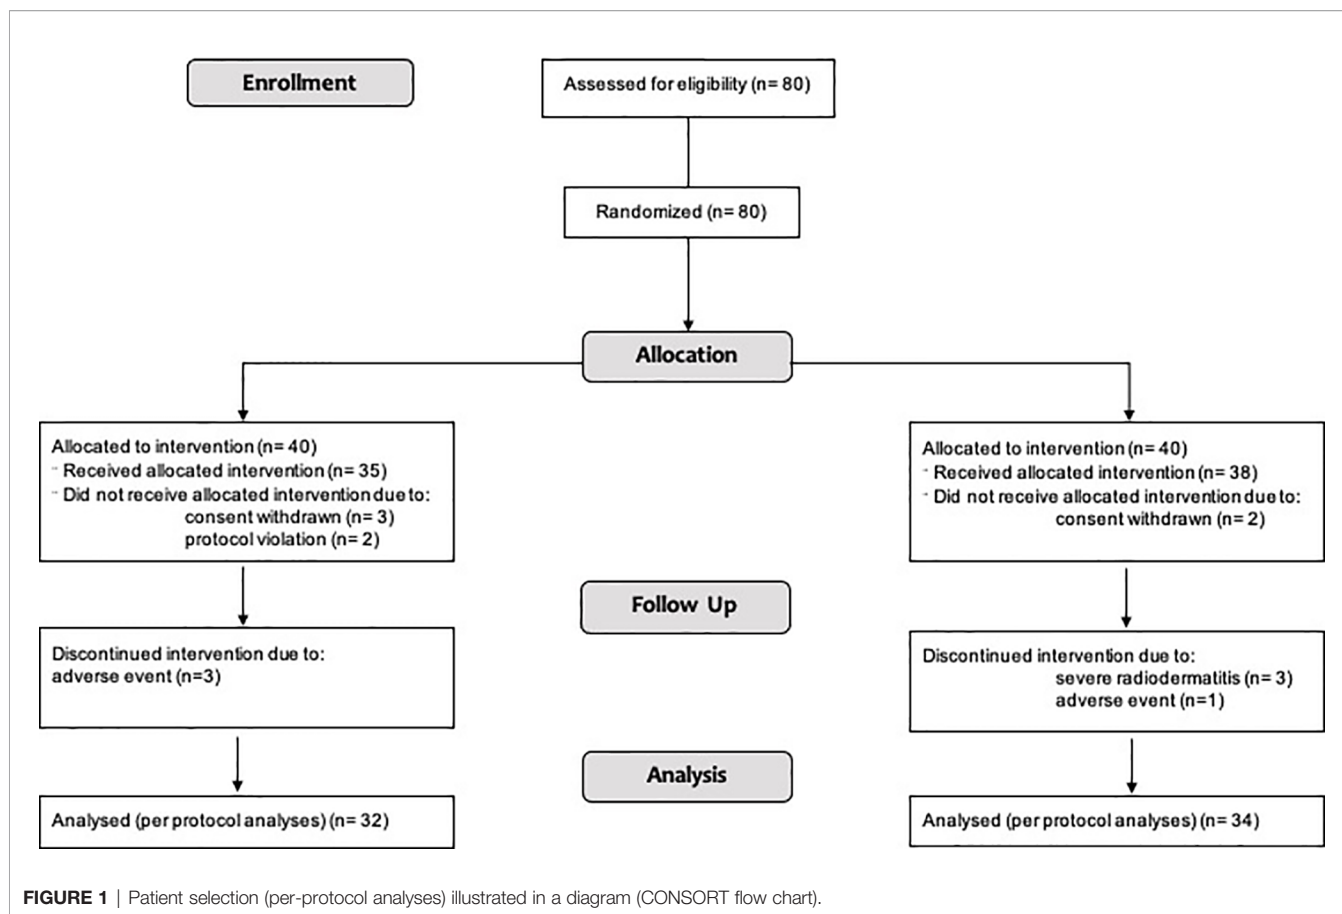 Enrollment
Assessed for eligibility (n= 80)
Randomized (n= 80)
Allocation
Allocated to intervention (n= 40)
¨ Received allocated intervention (n= 35)
¨ Did not receive allocated intervention due to:
consent withdrawn (n= 3)
protocol violation (n= 2)
Allocated to intervention (n= 40)
¨ Received allocated intervention (n= 38)
¨ Did not receive allocated intervention due to:
consent withdrawn (n= 2)
Follow Up
Discontinued intervention due to:
adverse event (n=3)
Discontinued intervention due to:
severe radiodermatitis (n= 3)
adverse event (n=1)
Analysis
Analysed (per protocol analyses) (n= 32)
Analysed (per protocol analyses) (n= 34)
FIGURE 1 | Patient selection (per-protocol analyses) illustrated in a diagram (CONSORT flow chart).